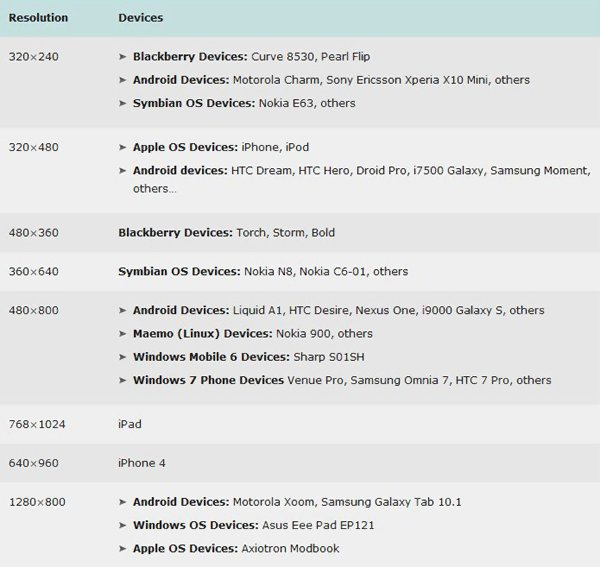 Resolution Devices
320×240
➤ Blackberry Devices: Curve 8530, Pearl Flip
➤ Android Devices: Motorola Charm, Sony Ericsson Xperia X10 Mini, others
➤ Symbian OS Devices: Nokia E63, others
320×480
➤ Apple OS Devices: iPhone, iPod
➤ Android devices: HTC Dream, HTC Hero, Droid Pro, i7500 Galaxy, Samsung Moment,
others...
480×360 Blackberry Devices: Torch, Storm, Bold
360×640 Symbian OS Devices: Nokia N8, Nokia C6-01, others
480×800
➤ Android Devices: Liquid A1, HTC Desire, Nexus One, i9000 Galaxy S, others
➤ Maemo (Linux) Devices: Nokia 900, others
➤ Windows Mobile 6 Devices: Sharp S01SH
➤ Windows 7 Phone Devices Venue Pro, Samsung Omnia 7, HTC 7 Pro, others
768×1024 iPad
640×960 iPhone 4
1280×800
➤ Android Devices: Motorola Xoom, Samsung Galaxy Tab 10.1
➤ Windows OS Devices: Asus Eee Pad EP121
➤ Apple OS Devices: Axiotron Modbook